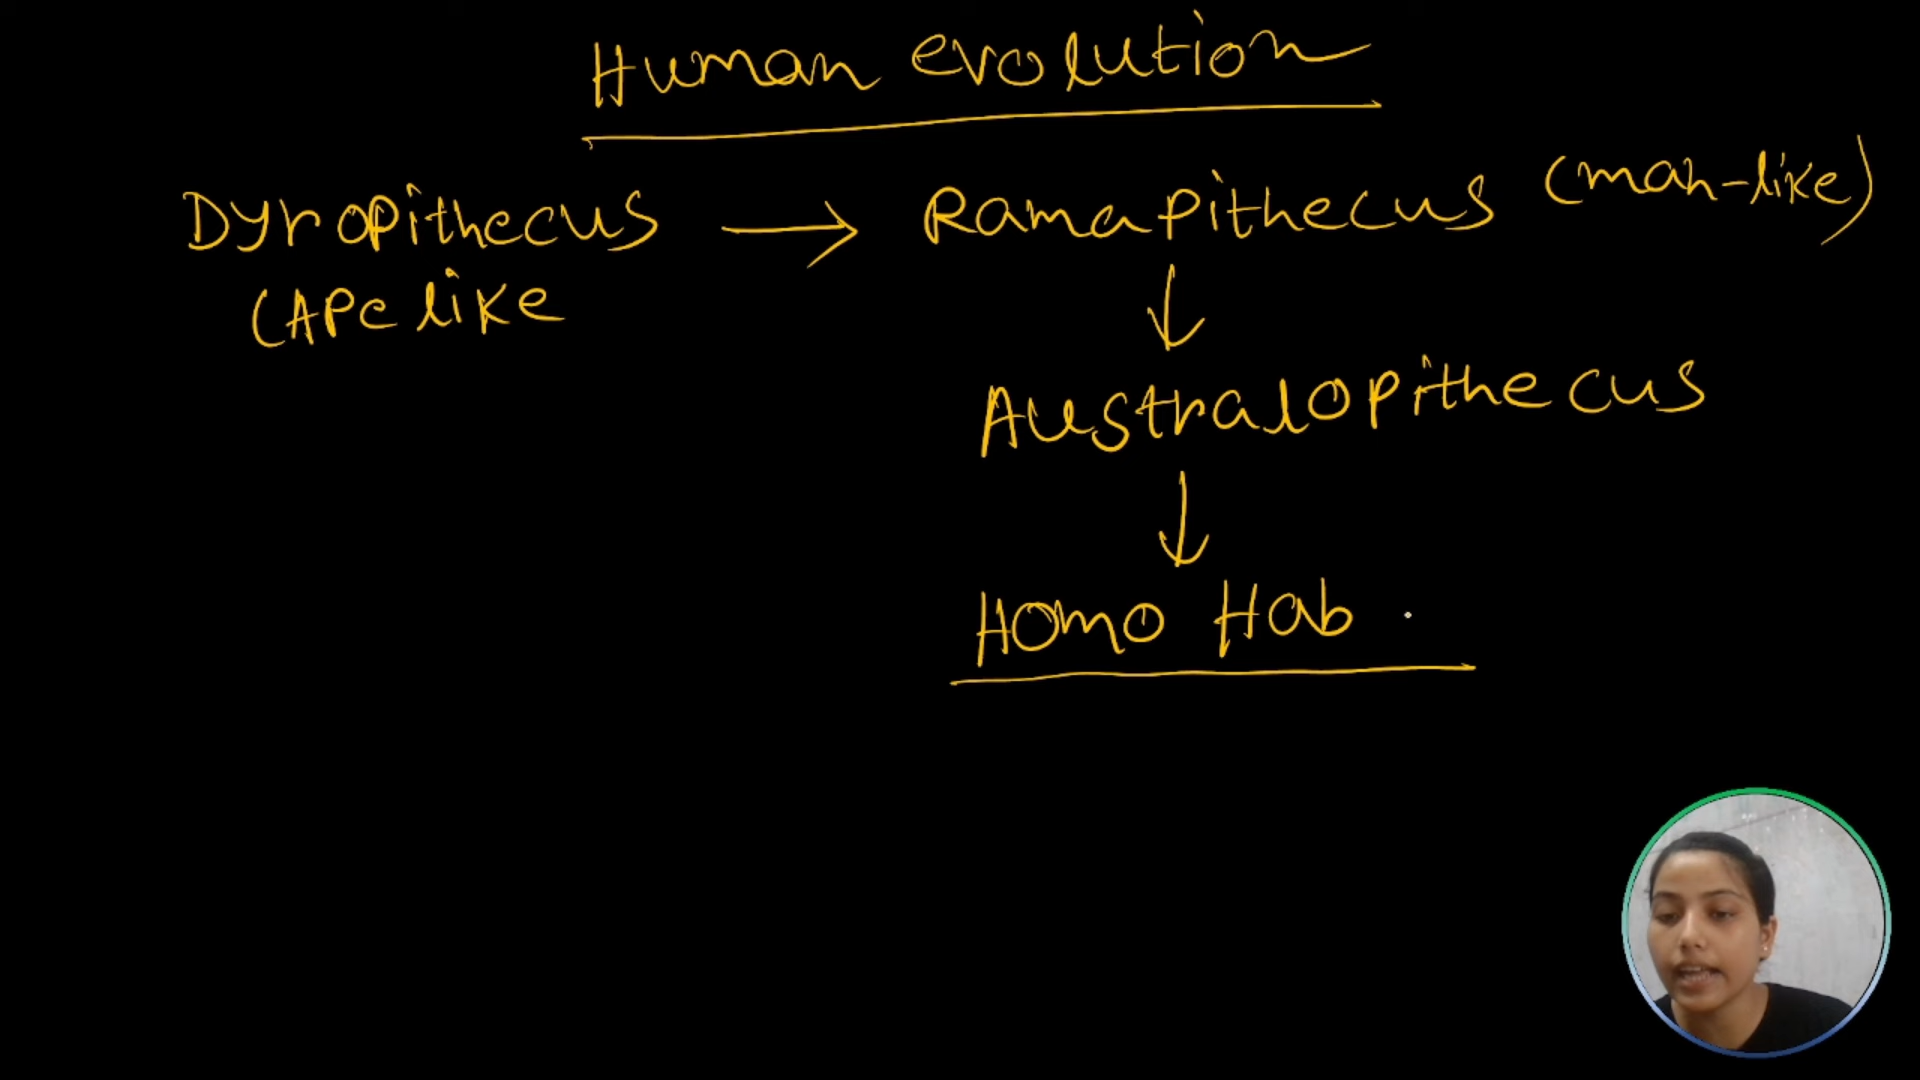 Human evolution
Dyropithecus → Ramapithecus (man-like)
(APe like
↓
Australopithecus
↓
Homo Hab